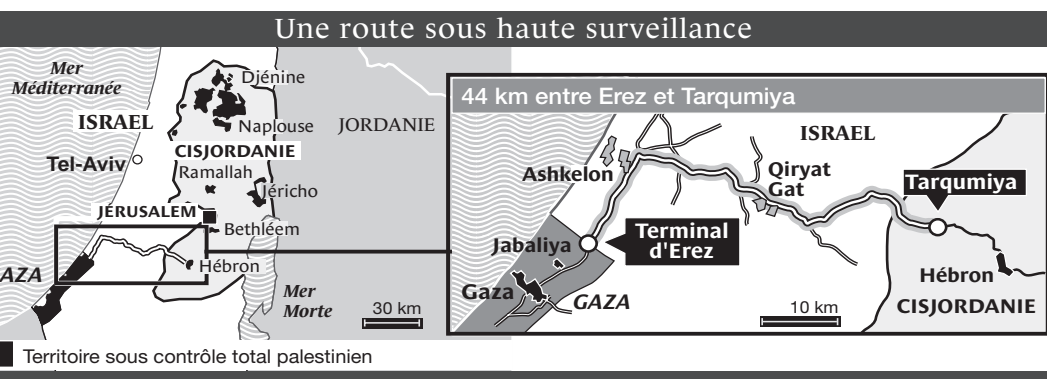 Une route sous haute surveillance
Mer
Méditerranée
Djénine
ISRAEL
Naplouse
JORDANIE
CISJORDANIE
Tel-Aviv
Ramallah
Jéricho
JÉRUSALEM
Bethléem
Hébron
AZA
Mer
Morte
30 km
44 km entre Erez et Tarqumiya
ISRAEL
Ashkelon
Qiryat
Gat
Tarqumiya
Jabaliya
Terminal
d'Erez
Gaza
GAZA
Hébron
CISJORDANIE
10 km
Territoire sous contrôle total palestinien